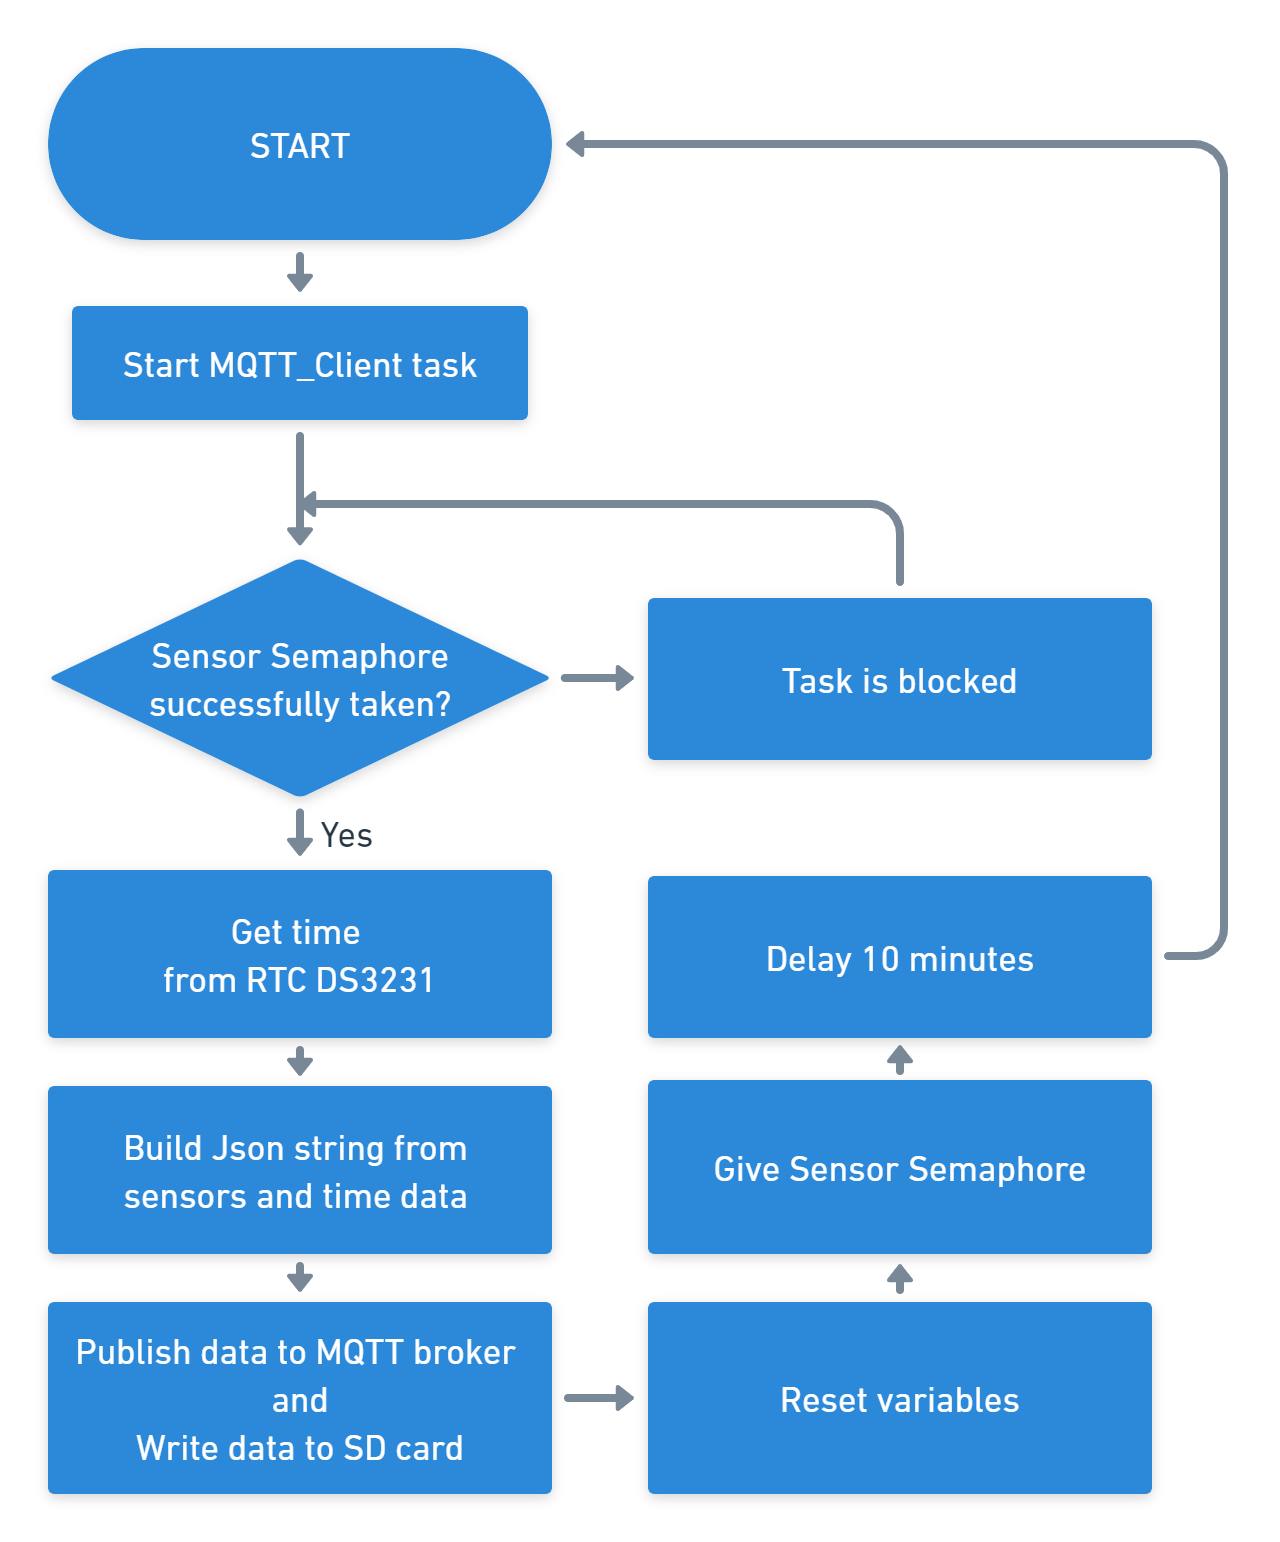 START
Start MQTT_Client task
Sensor Semaphore
successfully taken?
Task is blocked
Yes
Get time
from RTC DS3231
Build Json string from
sensors and time data
Publish data to MQTT broker
and
Write data to SD card
Reset variables
Give Sensor Semaphore
Delay 10 minutes